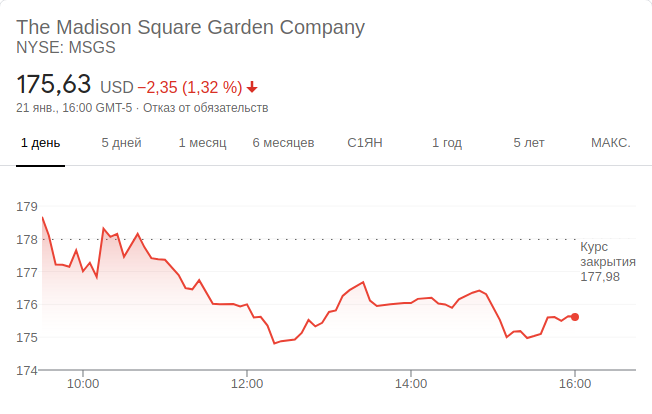 The Madison Square Garden Company
NYSE: MSGS
175,63 USD −2,35 (1,32 %)
21 янв., 16:00 GMT-5 · Отказ от обязательств
1 день 5 дней 1 месяц 6 месяцев С1ЯН 1 год 5 лет МАКС.
179
178
177
176
175
174
Курс
закрытия
177,98
10:00 12:00 14:00 16:00